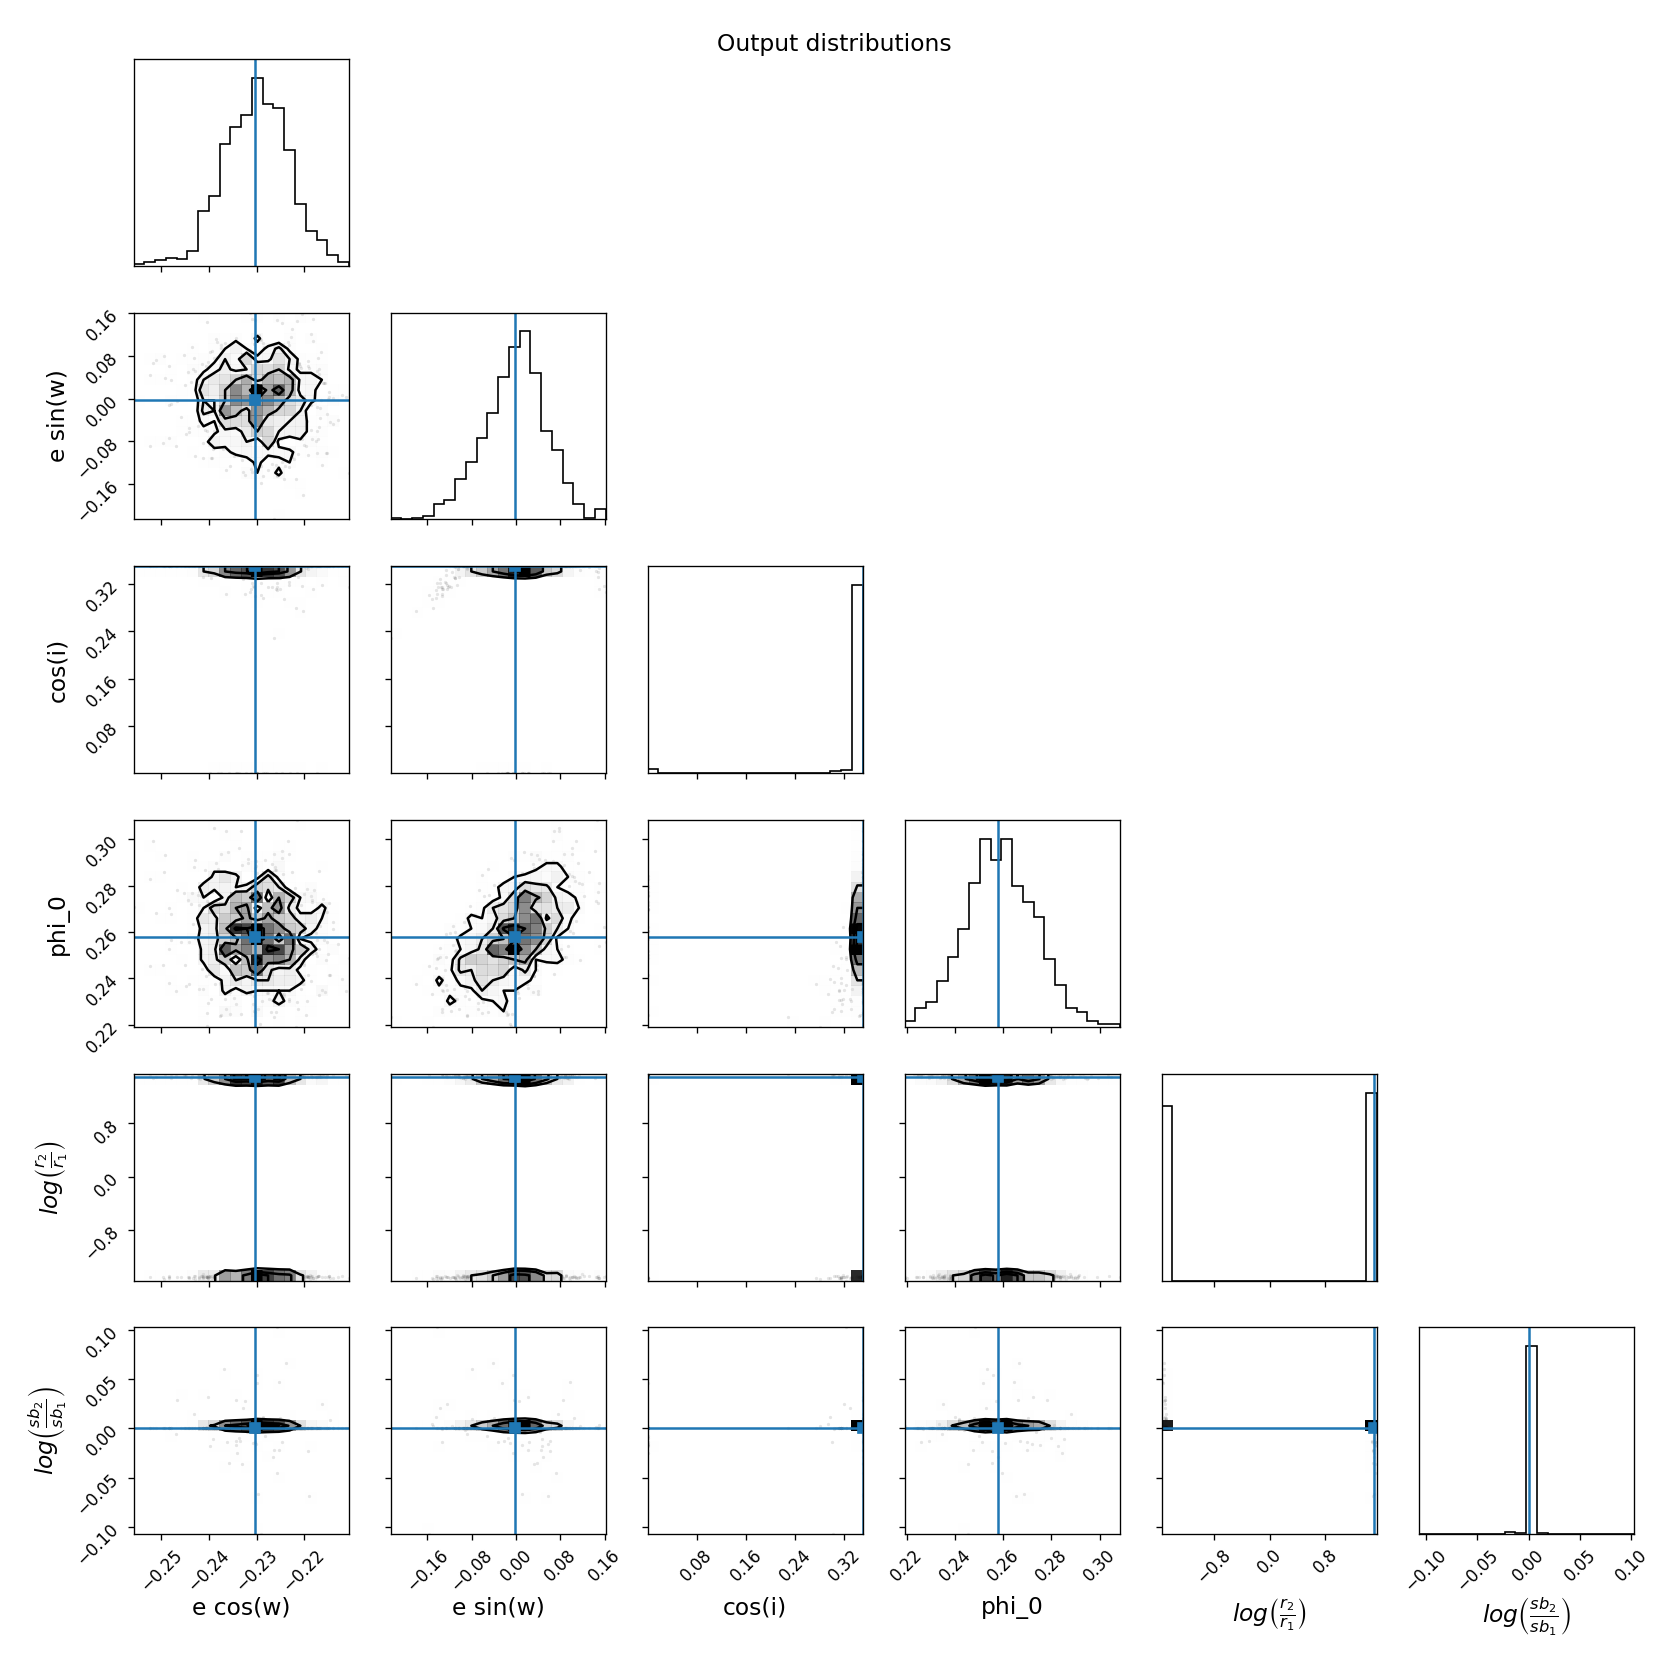 Output distributions
0.16
0.08
0.00
−0.08
−0.16
e sin(w)
0.32
0.24
0.16
0.08
cos(i)
0.30
0.28
0.26
0.24
0.22
phi_0
0.8
0.0
−0.8
log(r₂/r₁)
0.10
0.05
0.00
−0.05
−0.10
log(sb₂/sb₁)
−0.25 −0.24 −0.23 −0.22 −0.16 −0.08 0.00 0.08 0.16 0.08 0.16 0.24 0.32 0.22 0.24 0.26 0.28 0.30 −0.8 0.0 0.8 −0.10 −0.05 0.00 0.05 0.10
e cos(w) e sin(w) cos(i) phi_0 log(r₂/r₁) log(sb₂/sb₁)